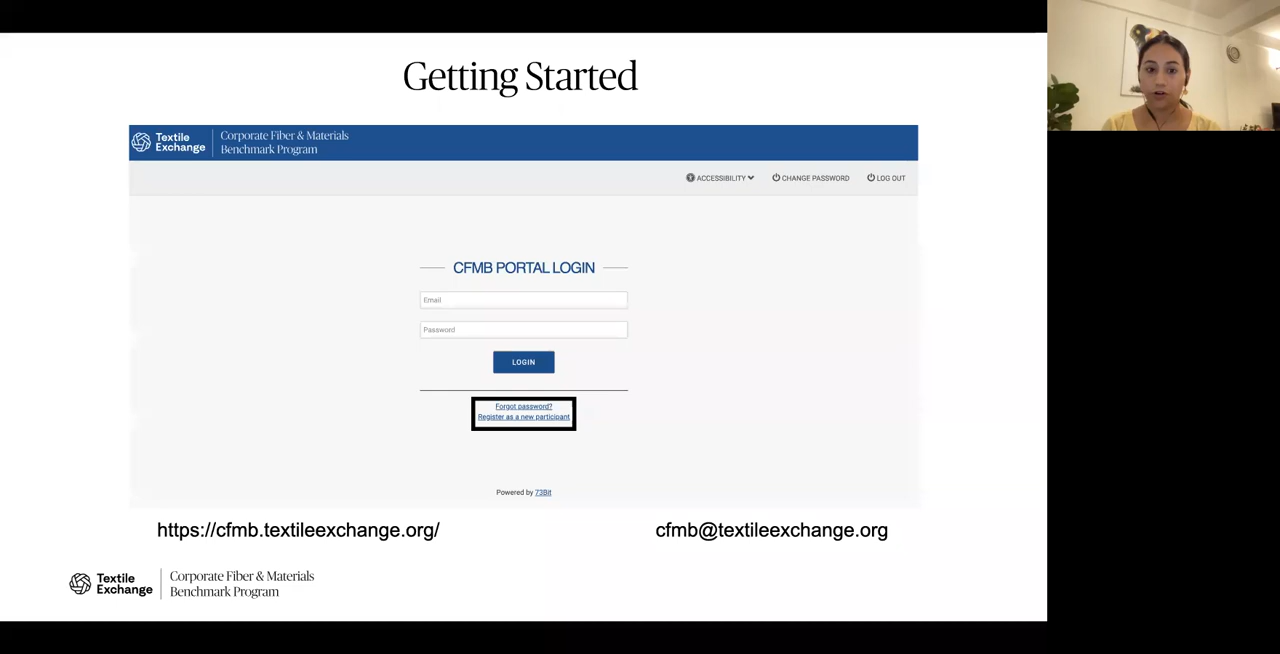 Getting Started
Textile Exchange
Corporate Fiber & Materials
Benchmark Program
ACCESSIBILITY
CHANGE PASSWORD
LOG OUT
CFMB PORTAL LOGIN
Email
Password
LOGIN
Forgot password?
Register as a new participant
Powered by 73Bit
https://cfmb.textileexchange.org/
cfmb@textileexchange.org
Textile Exchange
Corporate Fiber & Materials
Benchmark Program